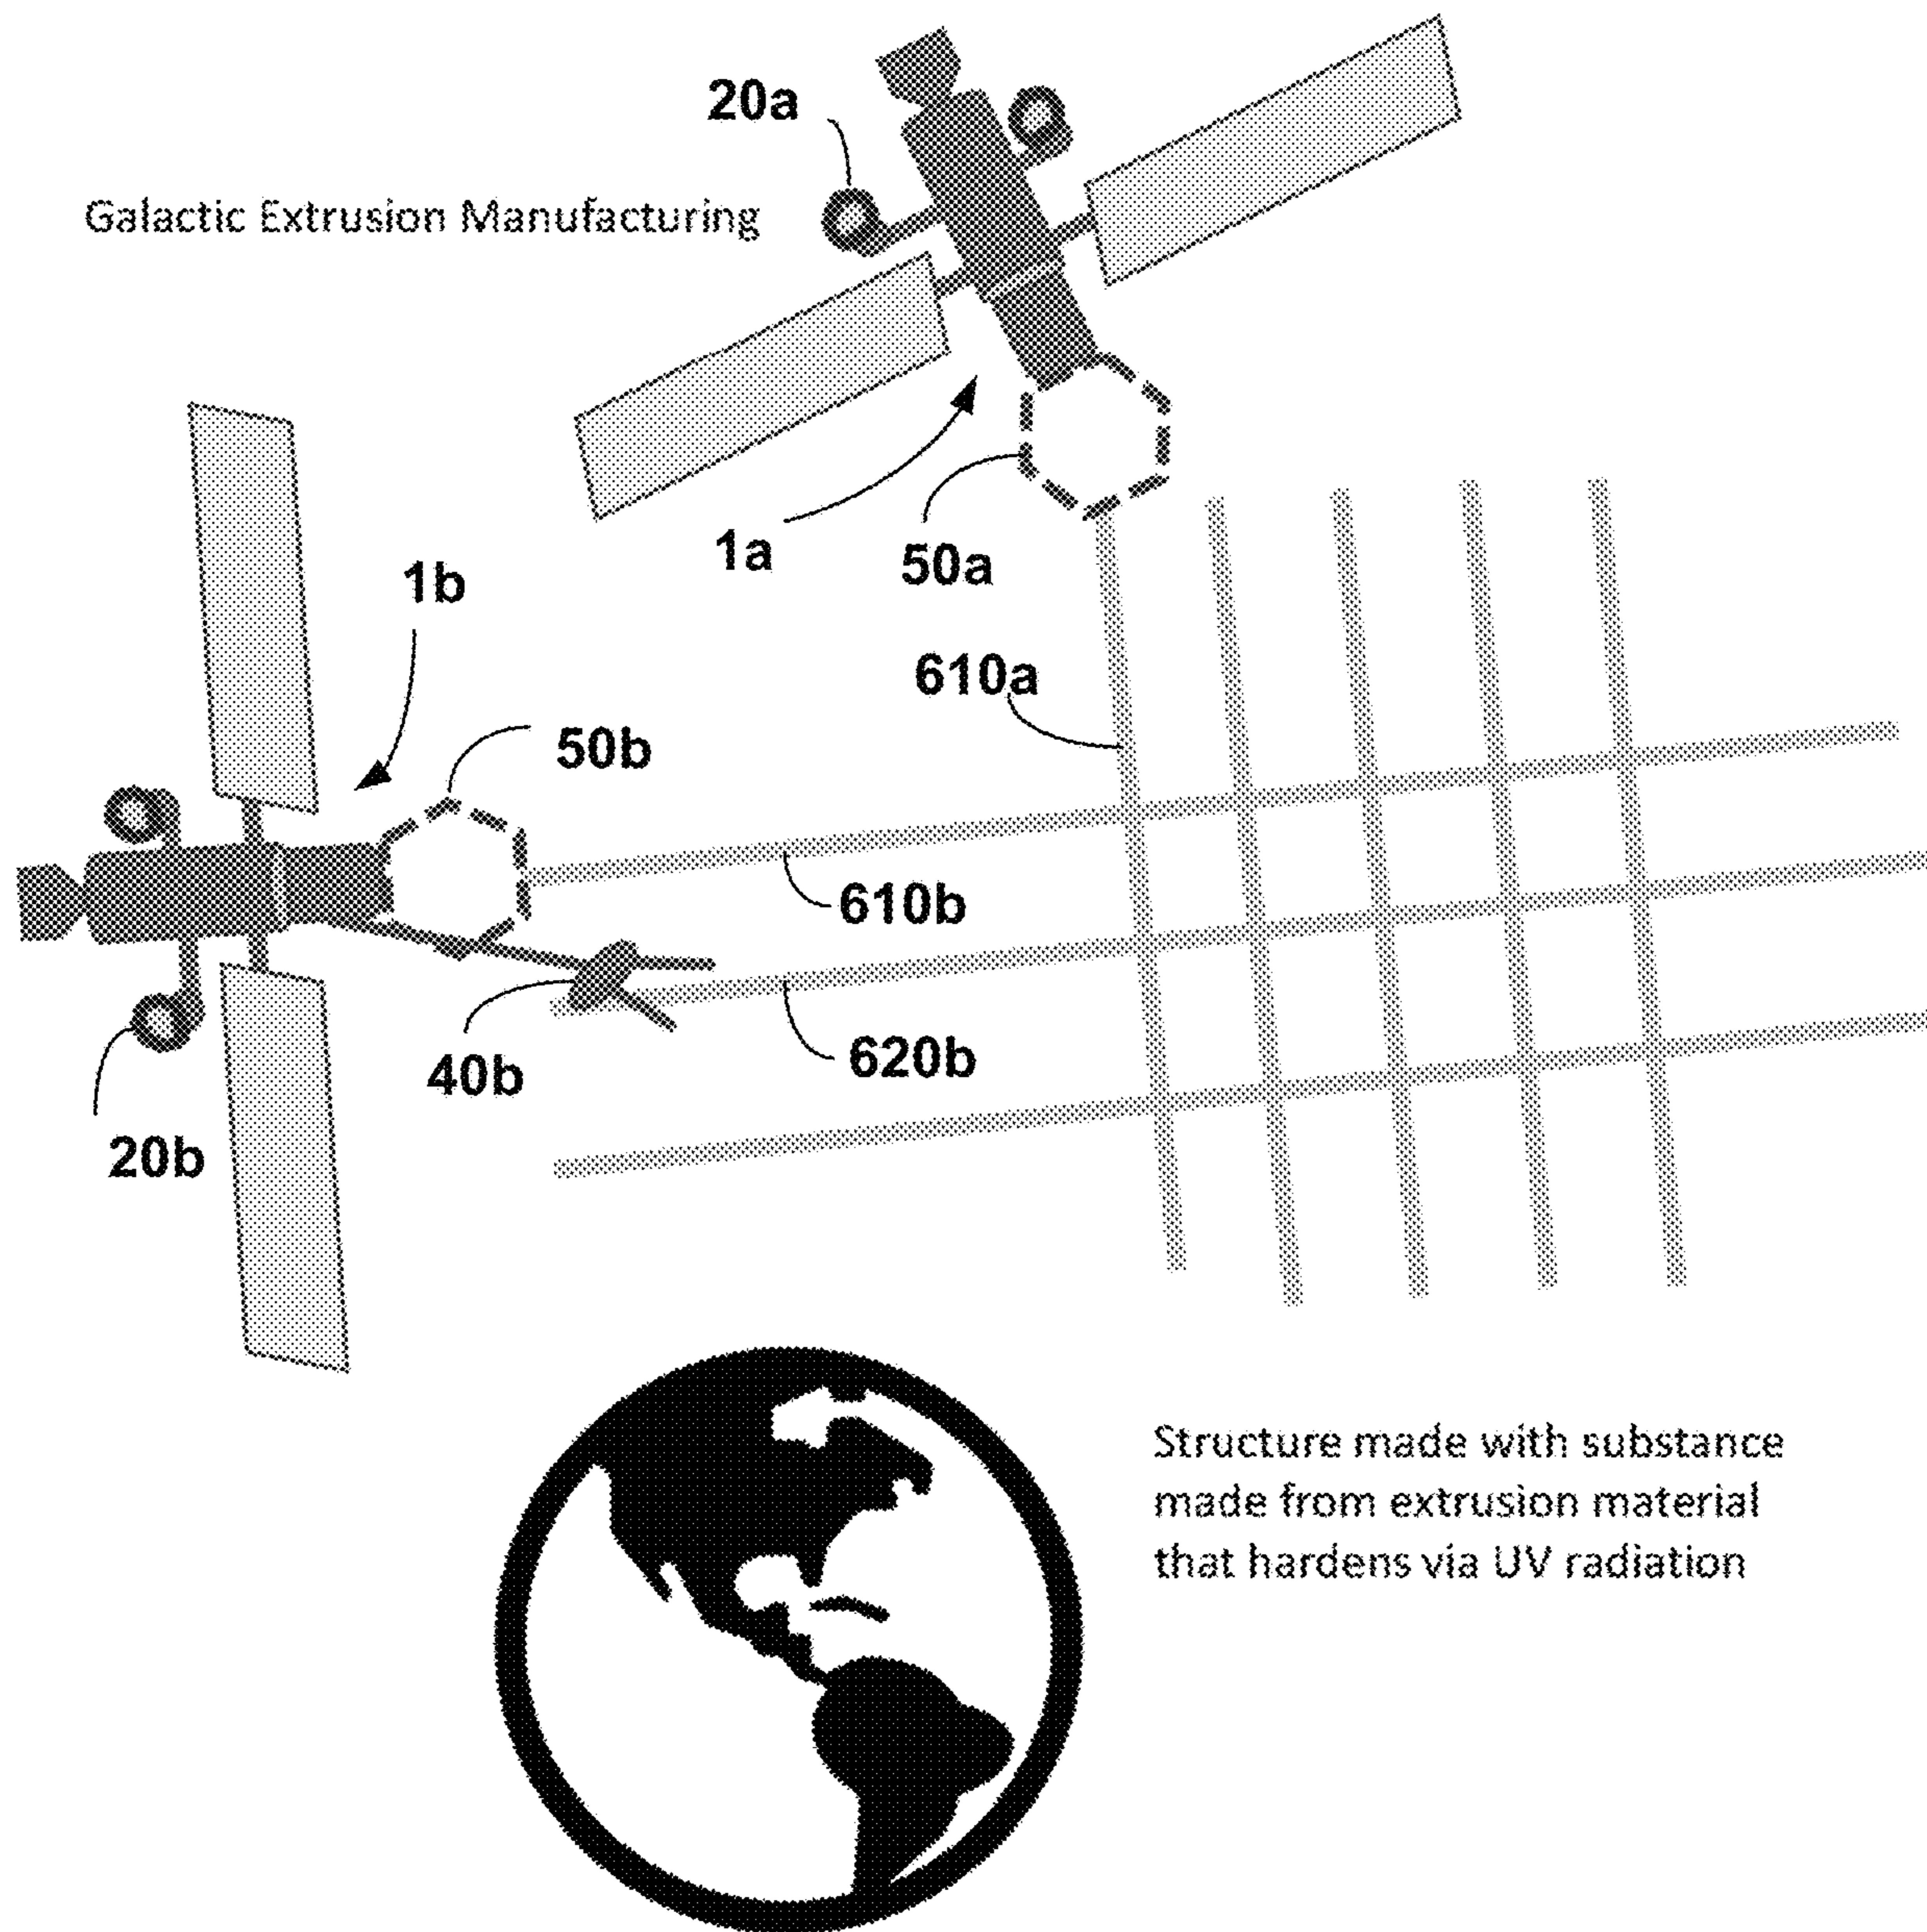 20a
Galactic Extrusion Manufacturing
1a
50a
1b
610a
50b
610b
40b
620b
20b
Structure made with substance
made from extrusion material
that hardens via UV radiation